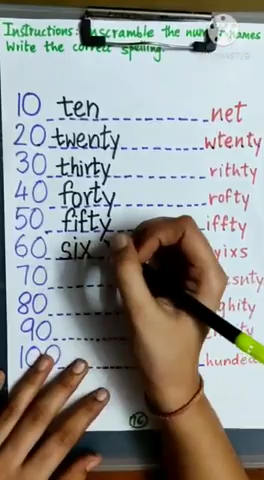 Instructions: Unscramble the number names
Write the correct spelling.
10 ten net
20 twenty wtenty
30 thirty rithty
40 forty rofty
50 fifty iffty
60 six
70
80
90
100
16